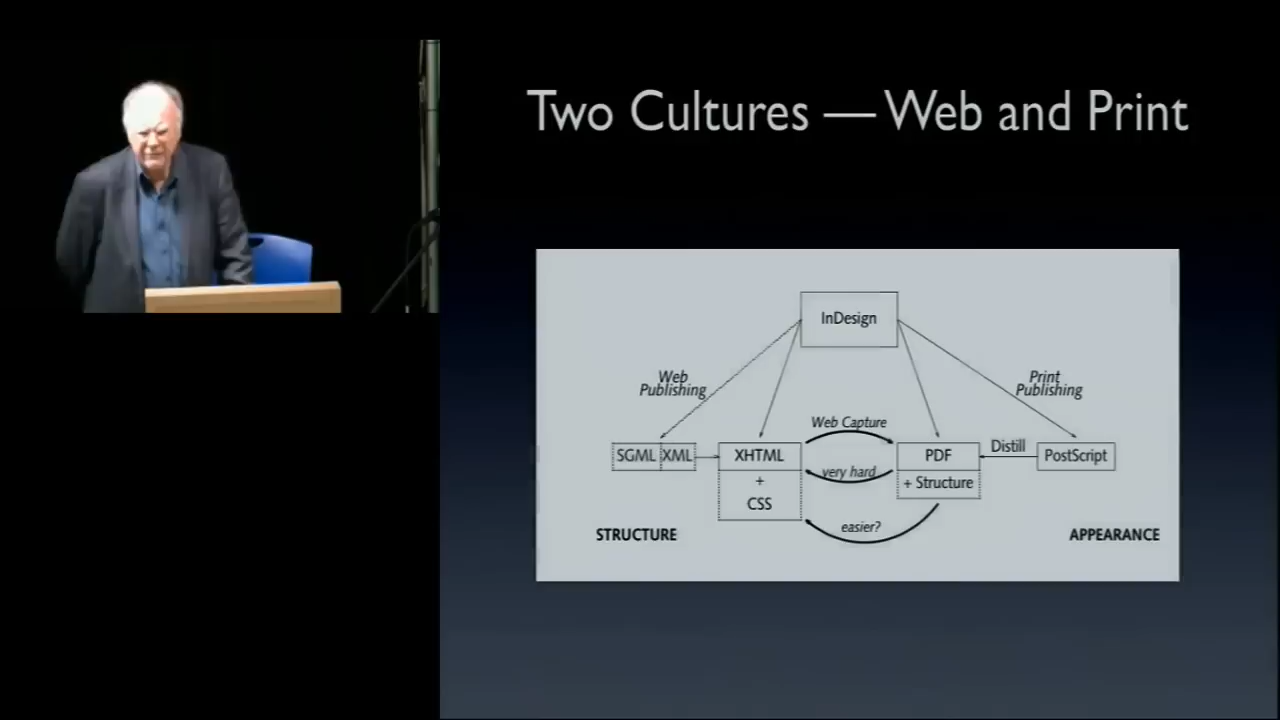 Two Cultures — Web and Print
InDesign
Web
Publishing
Print
Publishing
Web Capture
SGML XML
XHTML
very hard
PDF
Distill
PostScript
+
CSS
+ Structure
easier?
STRUCTURE
APPEARANCE